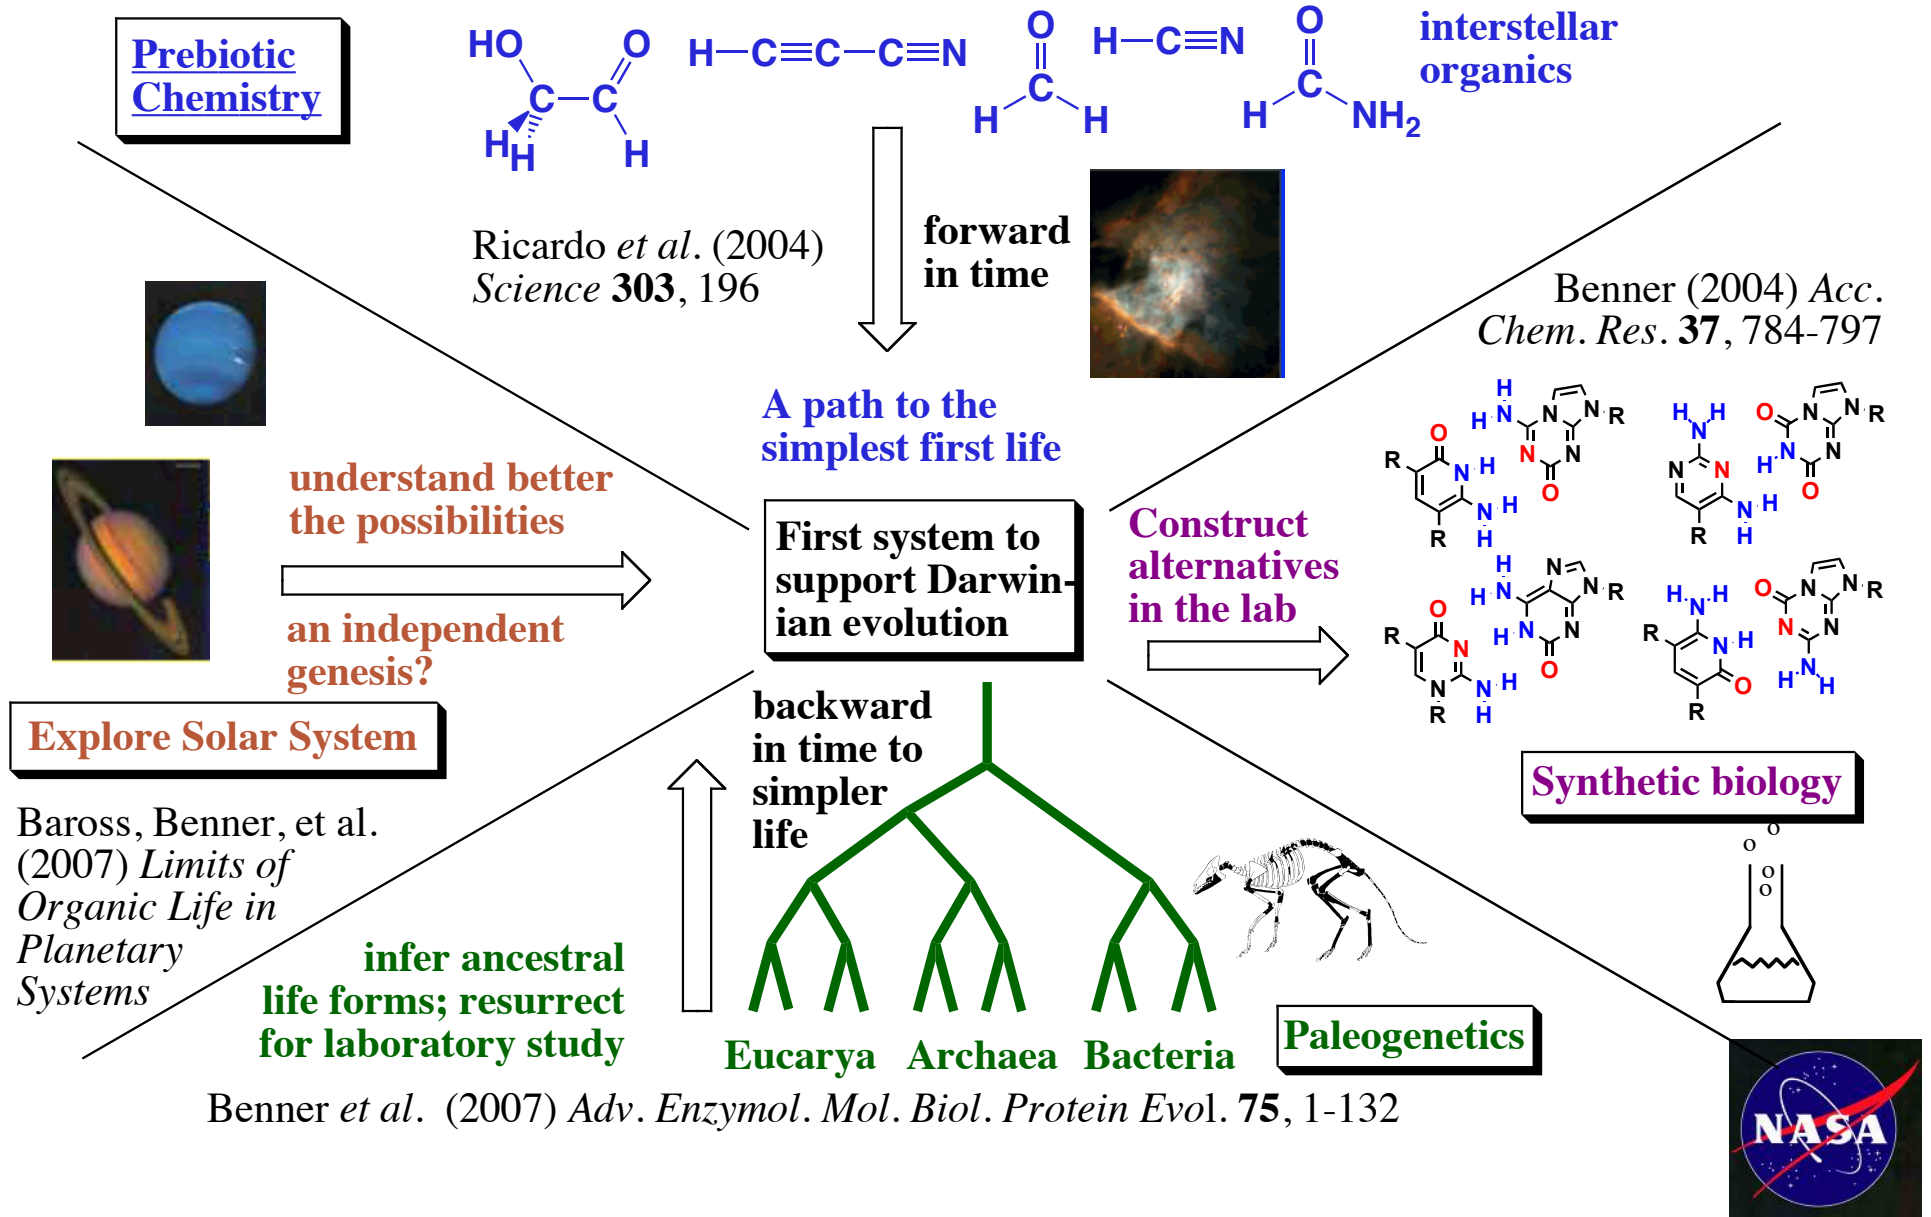 Prebiotic
Chemistry
HO
O
C
C
H
H
H
H—C≡C—C≡N
O
C
H
H
H—C≡N
O
C
H
NH2
interstellar
organics
Ricardo et al. (2004)
Science 303, 196
forward
in time
Benner (2004) Acc.
Chem. Res. 37, 784-797
A path to the
simplest first life
understand better
the possibilities
an independent
genesis?
Explore Solar System
Baross, Benner, et al.
(2007) Limits of
Organic Life in
Planetary
Systems
First system to
support Darwin-
ian evolution
Construct
alternatives
in the lab
H
H N N N R
O
R N H N N
O
N H
R H
H H
N O N N R
N N H N N
O
N H
R H
H
H N N N R
O
R N H N N
O
N N H
R H
H N H O N N R
R N H N N
O
R N
H H
Synthetic biology
o
o
o
o
backward
in time to
simpler
life
infer ancestral
life forms; resurrect
for laboratory study
Eucarya Archaea Bacteria
Paleogenetics
Benner et al. (2007) Adv. Enzymol. Mol. Biol. Protein Evol. 75, 1-132
NASA